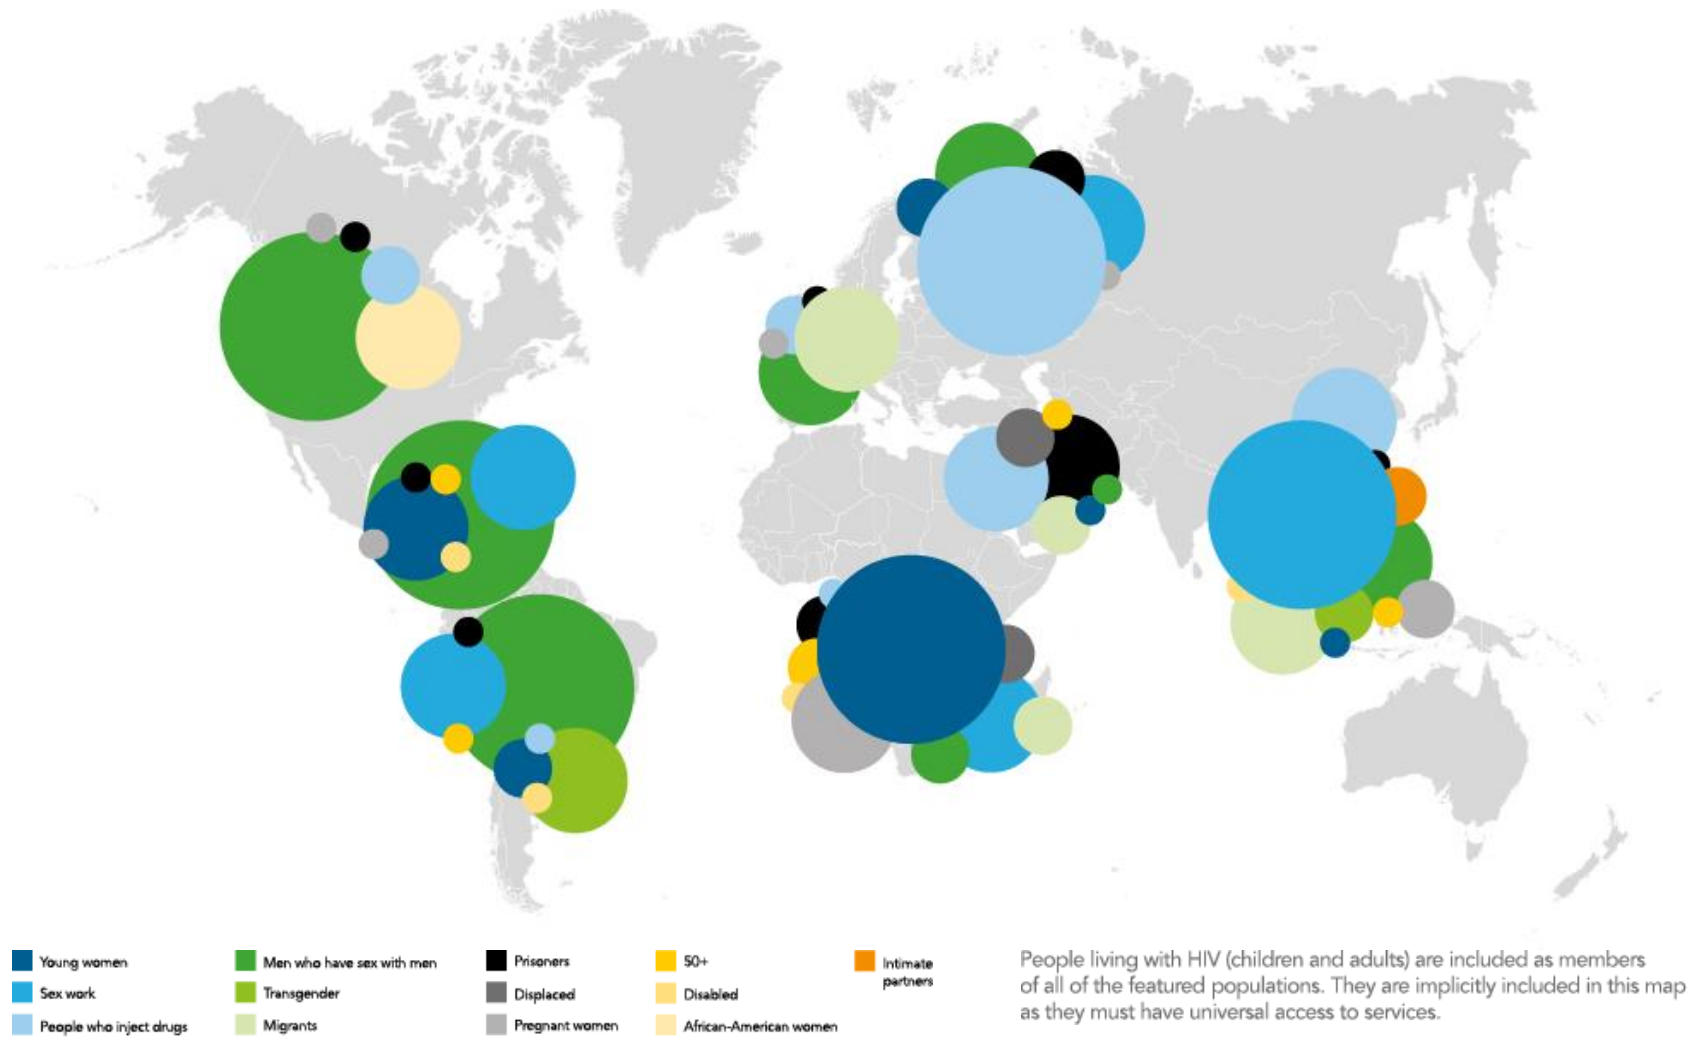 Young women
Sex work
People who inject drugs
Men who have sex with men
Transgender
Migrants
Prisoners
Displaced
Pregnant women
50+
Disabled
African-American women
Intimate
partners
People living with HIV (children and adults) are included as members
of all of the featured populations. They are implicitly included in this map
as they must have universal access to services.